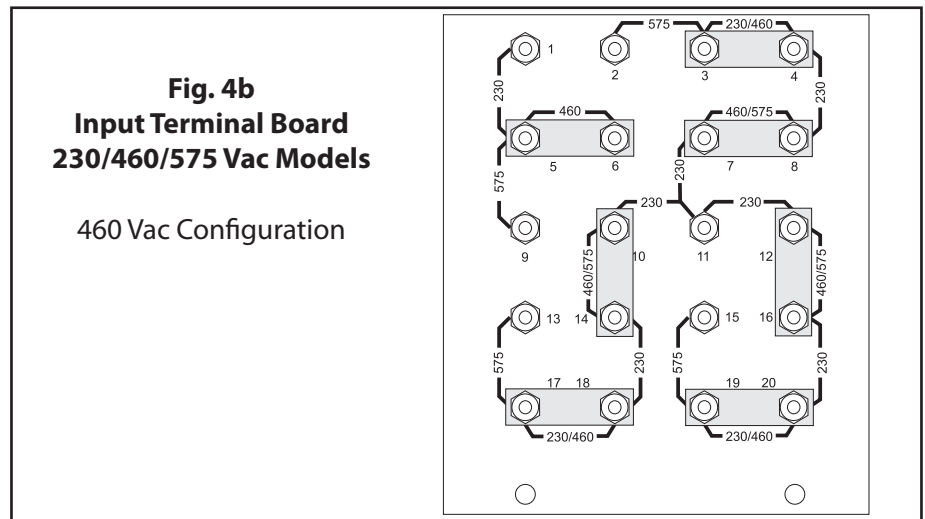 Fig. 4b
Input Terminal Board
230/460/575 Vac Models
460 Vac Configuration
575 230/460
1 2 3 4
230 460 460/575 230
5 6 7 8
575 230 230 230
9 10 11 12
460/575 460/575
13 14 15 16
575 230 575 230
17 18 19 20
230/460 230/460